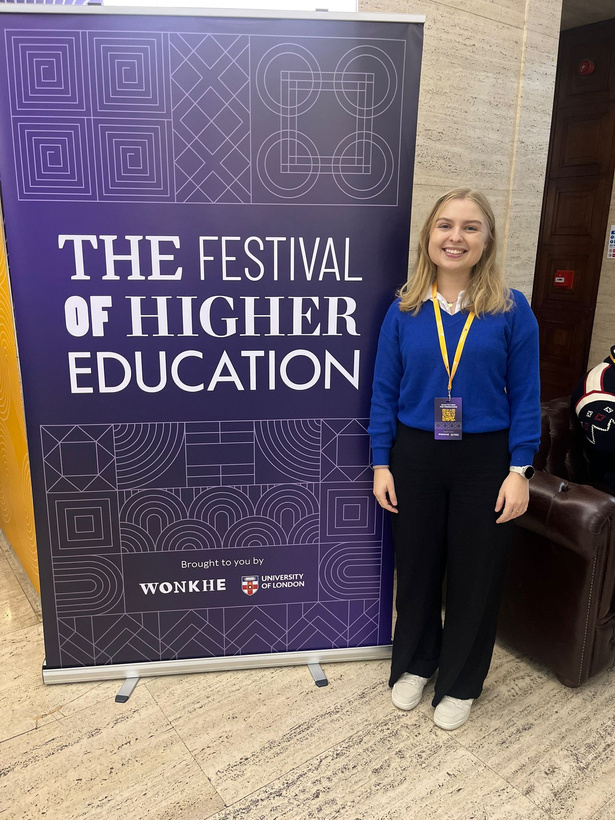 THE FESTIVAL
OF HIGHER
EDUCATION
Brought to you by
WONKHE
UNIVERSITY
OF LONDON